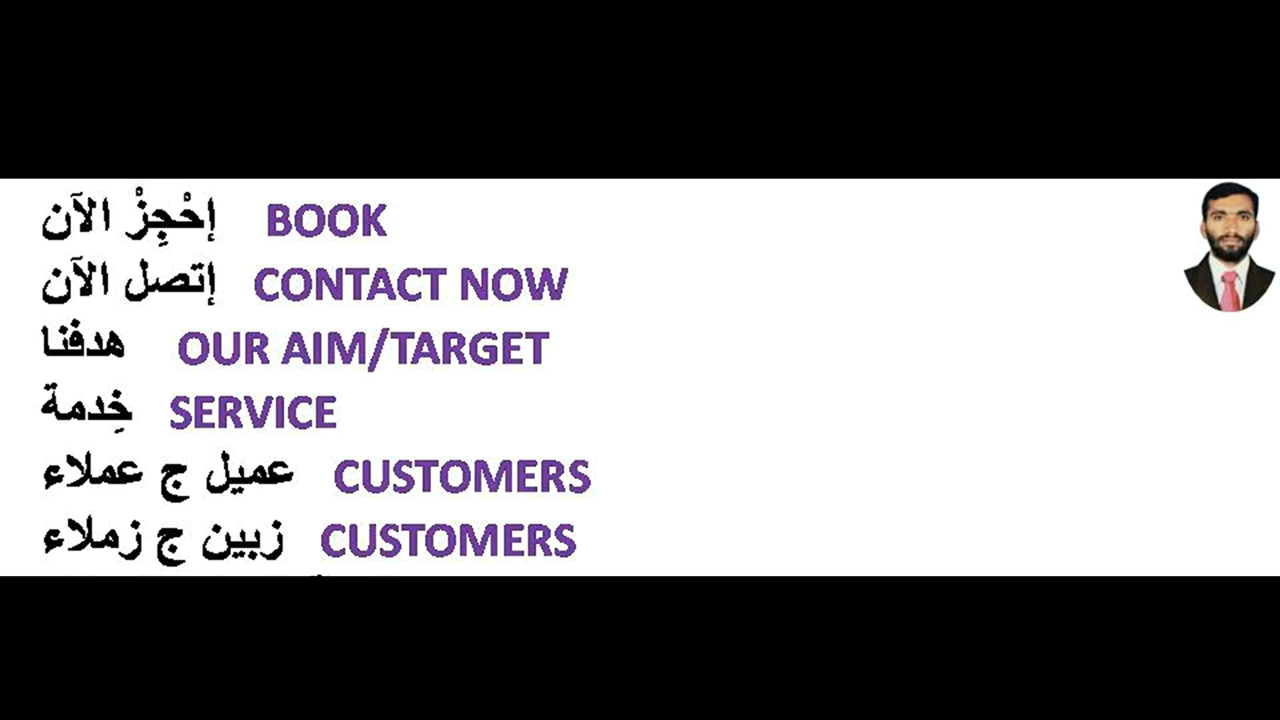 إحْجِزْ الآن BOOK
إتصل الآن CONTACT NOW
هدفنا OUR AIM/TARGET
خِدمة SERVICE
عميل ج عملاء CUSTOMERS
زبين ج زملاء CUSTOMERS